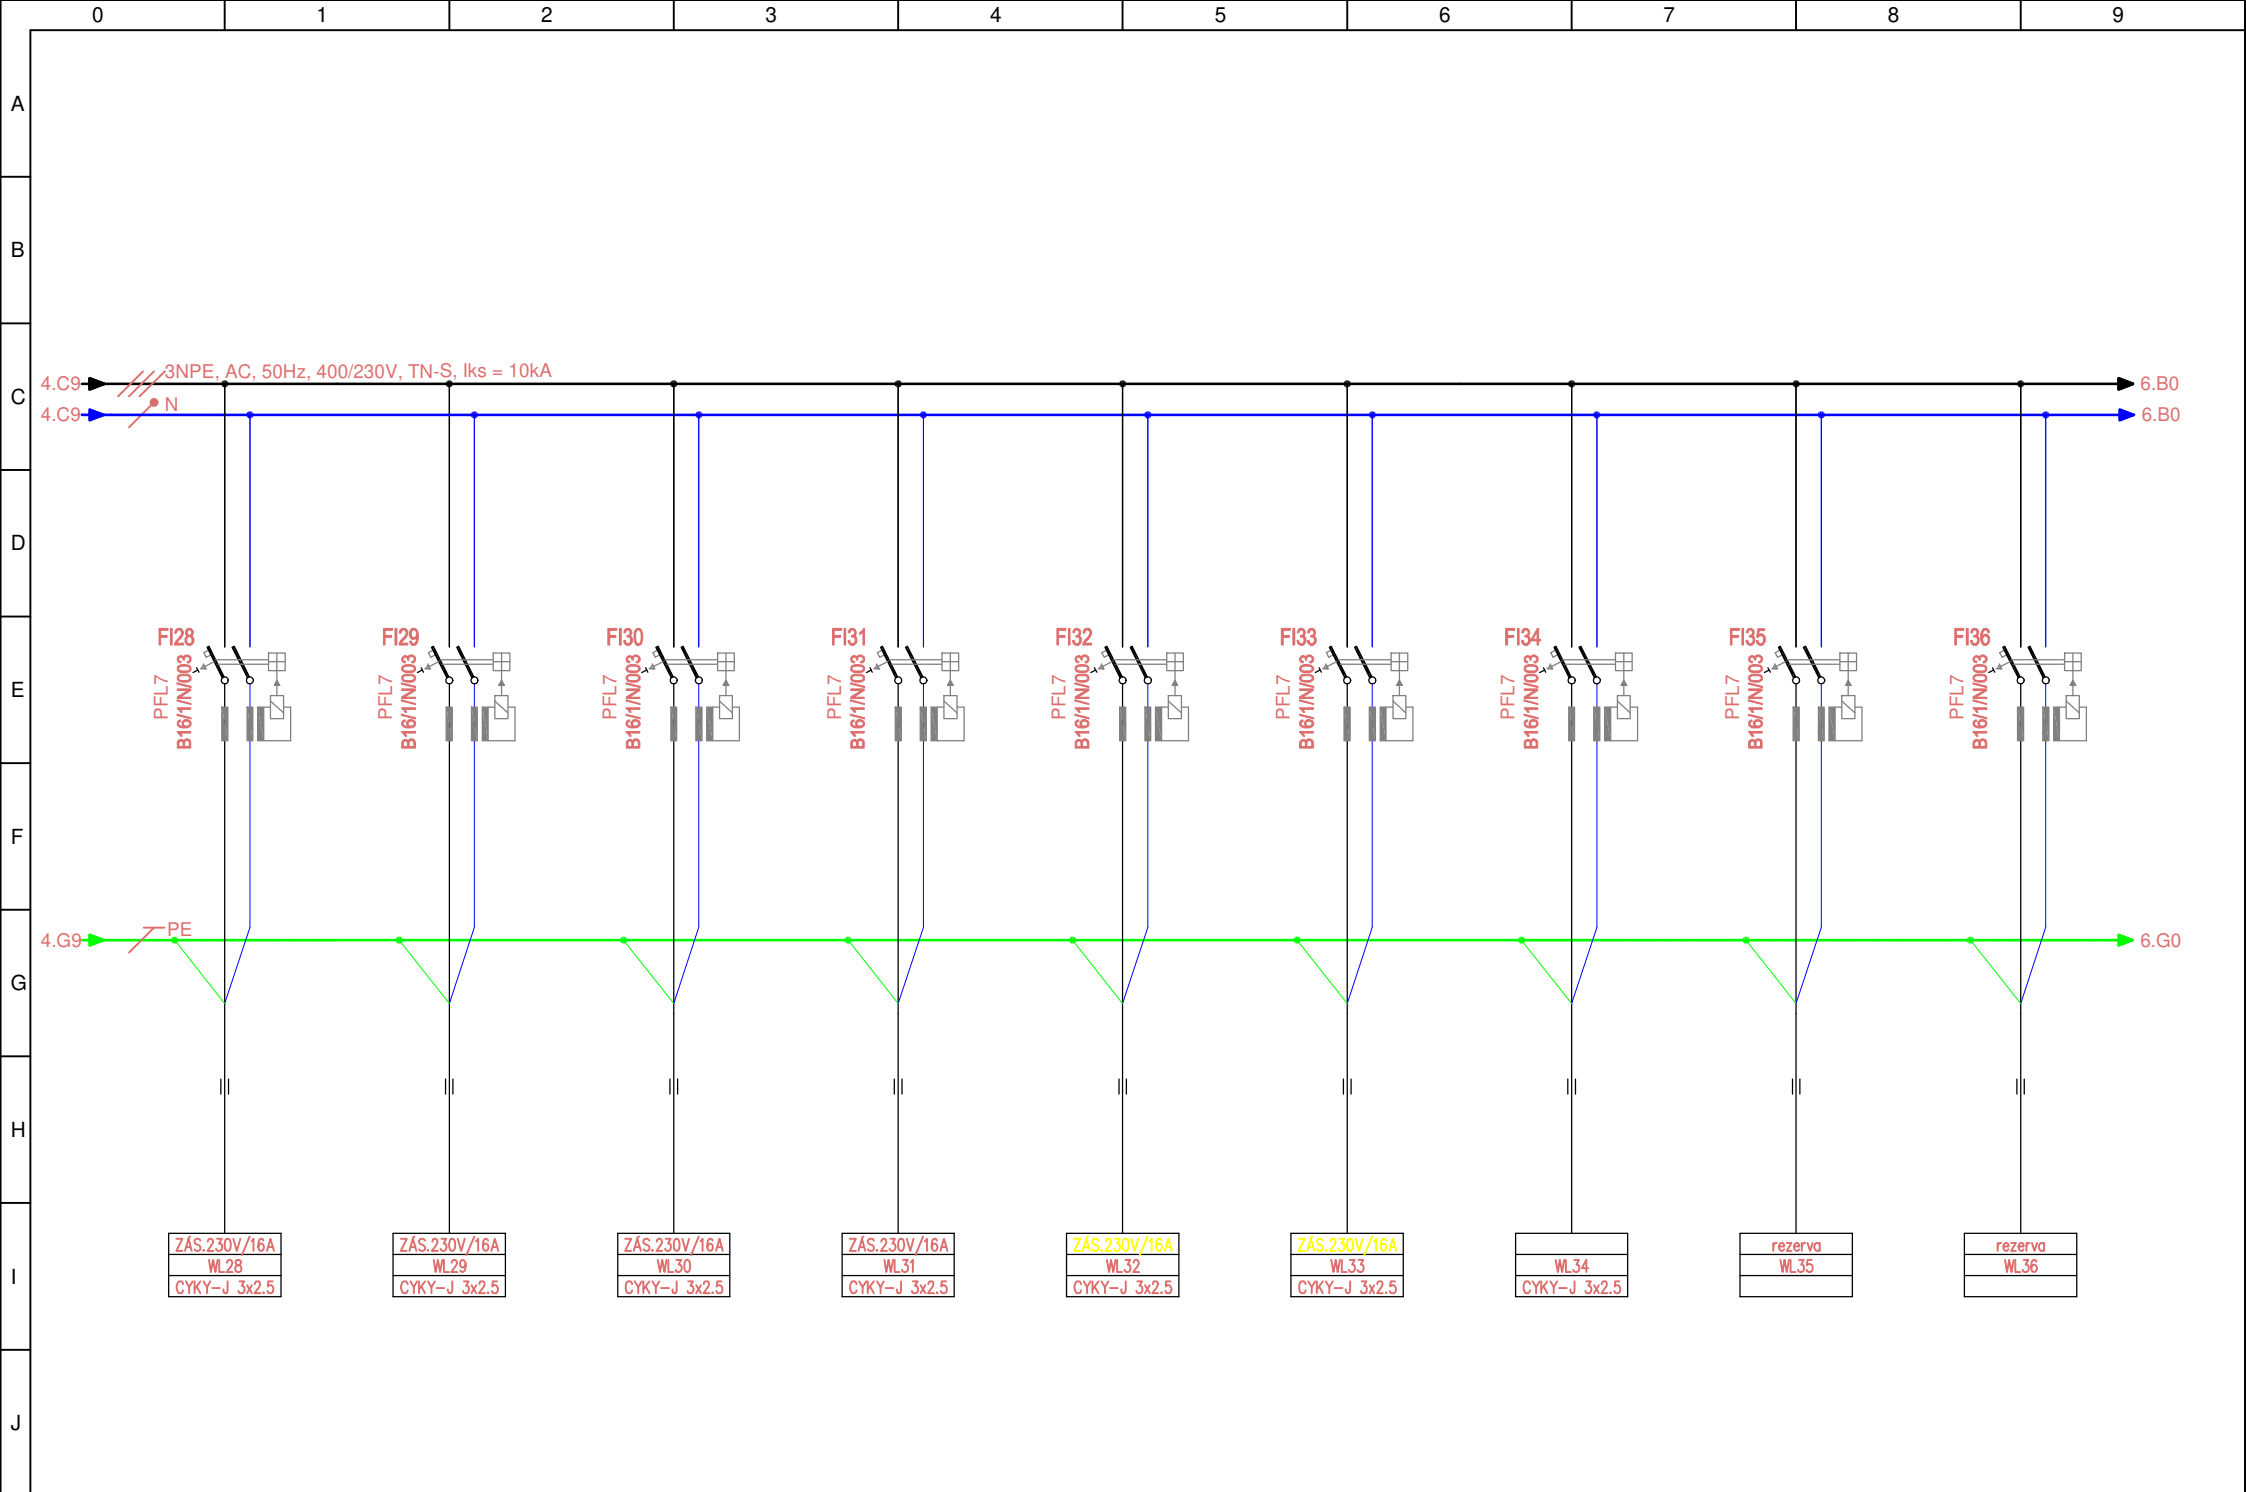 0 1 2 3 4 5 6 7 8 9
A
B
3NPE, AC, 50Hz, 400/230V, TN-S, Iks = 10kA
4.C9 6.B0
C
N
4.C9 6.B0
D
FI28 FI29 FI30 FI31 FI32 FI33 FI34 FI35 FI36
PFL7 PFL7 PFL7 PFL7 PFL7 PFL7 PFL7 PFL7 PFL7
B16/1/N/003 B16/1/N/003 B16/1/N/003 B16/1/N/003 B16/1/N/003 B16/1/N/003 B16/1/N/003 B16/1/N/003 B16/1/N/003
E
F
PE
4.G9 6.G0
G
H
ZÁS.230V/16A ZÁS.230V/16A ZÁS.230V/16A ZÁS.230V/16A ZÁS.230V/16A ZÁS.230V/16A rezerva rezerva
WL28 WL29 WL30 WL31 WL32 WL33 WL34 WL35 WL36
I
CYKY-J 3x2.5 CYKY-J 3x2.5 CYKY-J 3x2.5 CYKY-J 3x2.5 CYKY-J 3x2.5 CYKY-J 3x2.5 CYKY-J 3x2.5
J